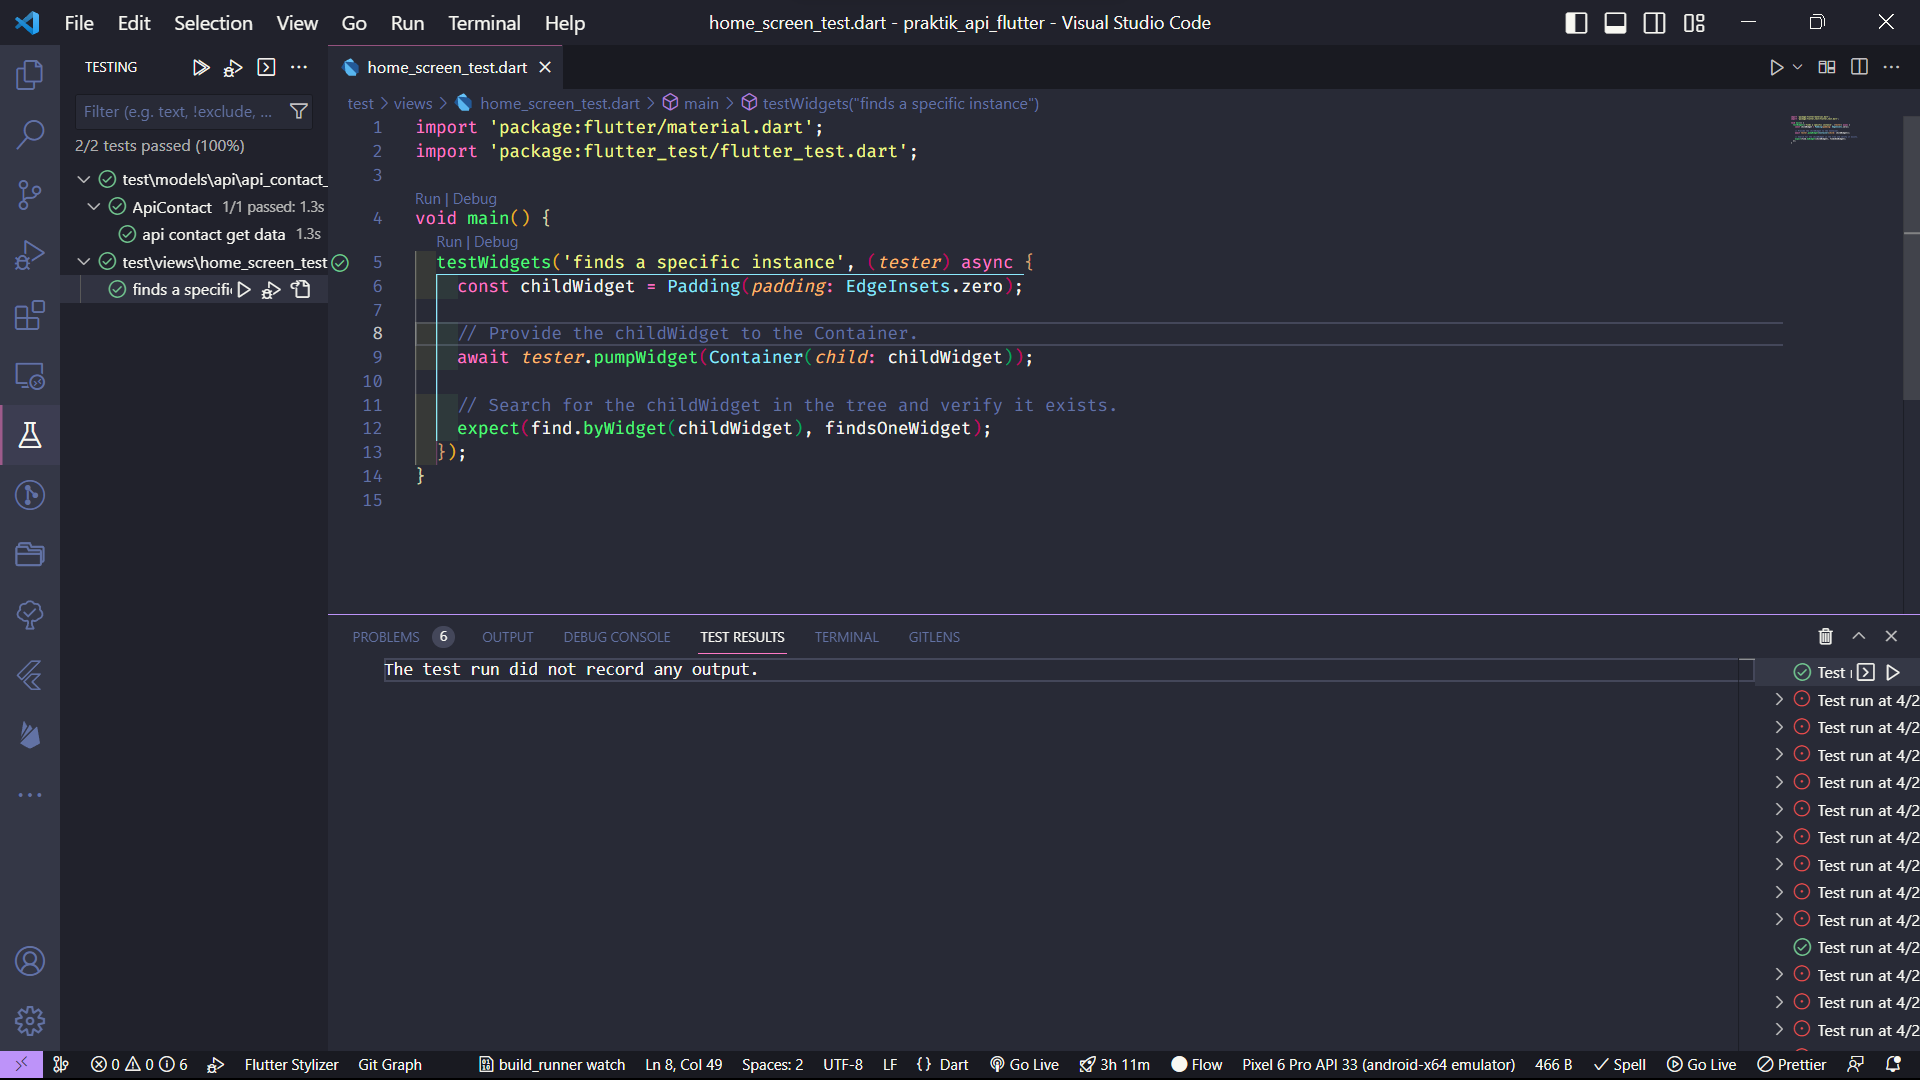 File Edit Selection View Go Run Terminal Help
home_screen_test.dart - praktik_api_flutter - Visual Studio Code
TESTING
home_screen_test.dart
Filter (e.g. text, !exclude, ...
2/2 tests passed (100%)
test\models\api\api_contact_
ApiContact 1/1 passed: 1.3s
api contact get data 1.3s
test\views\home_screen_test
finds a specifi
test > views > home_screen_test.dart > main > testWidgets("finds a specific instance")
1 import 'package:flutter/material.dart';
2 import 'package:flutter_test/flutter_test.dart';
3
Run | Debug
4 void main() {
Run | Debug
5 testWidgets('finds a specific instance', (tester) async {
6 const childWidget = Padding(padding: EdgeInsets.zero);
7
8 // Provide the childWidget to the Container.
9 await tester.pumpWidget(Container(child: childWidget));
10
11 // Search for the childWidget in the tree and verify it exists.
12 expect(find.byWidget(childWidget), findsOneWidget);
13 });
14 }
15
PROBLEMS 6 OUTPUT DEBUG CONSOLE TEST RESULTS TERMINAL GITLENS
The test run did not record any output.
Test
Test run at 4/2
Test run at 4/2
Test run at 4/2
Test run at 4/2
Test run at 4/2
Test run at 4/2
Test run at 4/2
Test run at 4/2
Test run at 4/2
Test run at 4/2
Test run at 4/2
Test run at 4/2
Test run at 4/2
0 0 6 Flutter Stylizer Git Graph build_runner watch Ln 8, Col 49 Spaces: 2 UTF-8 LF {} Dart Go Live 3h 11m Flow Pixel 6 Pro API 33 (android-x64 emulator) 466 B Spell Go Live Prettier